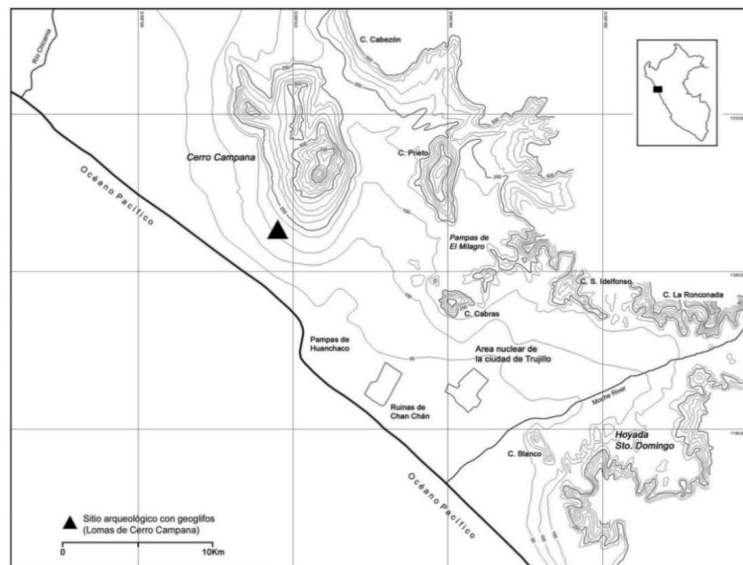 Río Chicama
C. Cabezón
Cerro Campana
C. Prieto
Océano Pacífico
Pampas de
El Milagro
C. S. Idelfonso
C. La Ronconada
C. Cabras
Pampas de
Huanchaco
Area nuclear de
la ciudad de Trujillo
Ruinas de
Chan Chán
Moche River
Hoyada
Sto. Domingo
C. Blanco
Océano Pacífico
Sitio arqueológico con geoglifos
(Lomas de Cerro Campana)
0 10Km